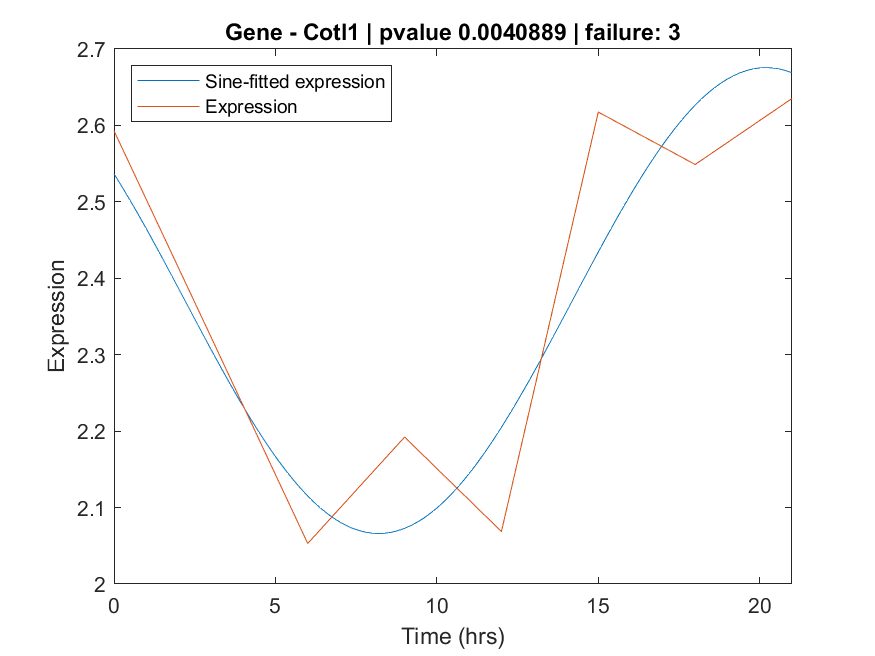 Gene - Cotl1 | pvalue 0.0040889 | failure: 3
Sine-fitted expression
Expression
2.7
2.6
2.5
2.4
2.3
2.2
2.1
2
Expression
0 5 10 15 20
Time (hrs)